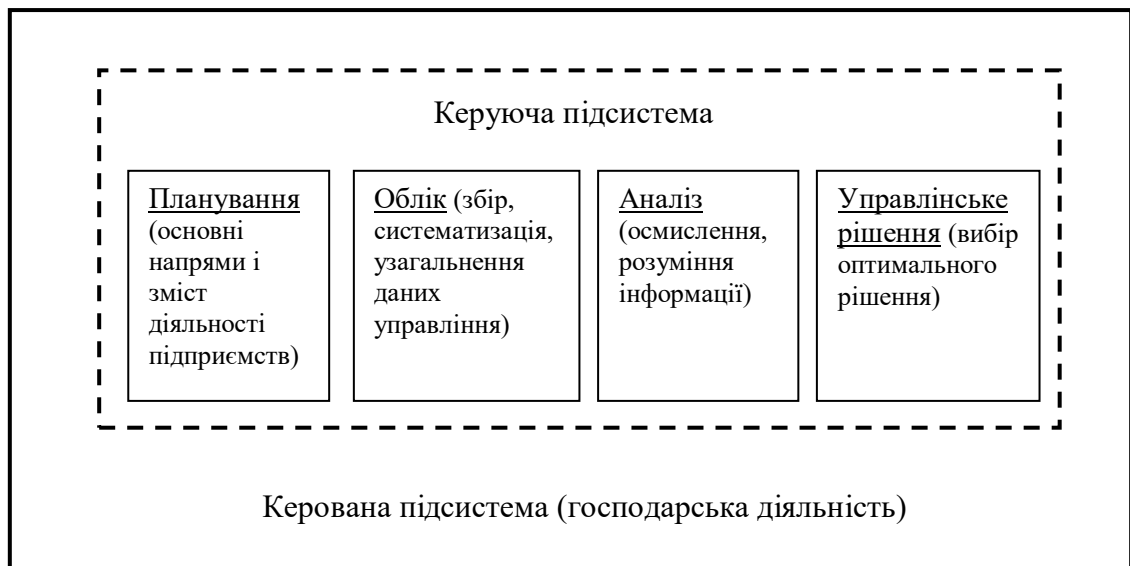 Керуюча підсистема
Планування
(основні
напрями і
зміст
діяльності
підприємств)
Облік (збір,
систематизація,
узагальнення
даних
управління)
Аналіз
(осмислення,
розуміння
інформації)
Управлінське
рішення (вибір
оптимального
рішення)
Керована підсистема (господарська діяльність)